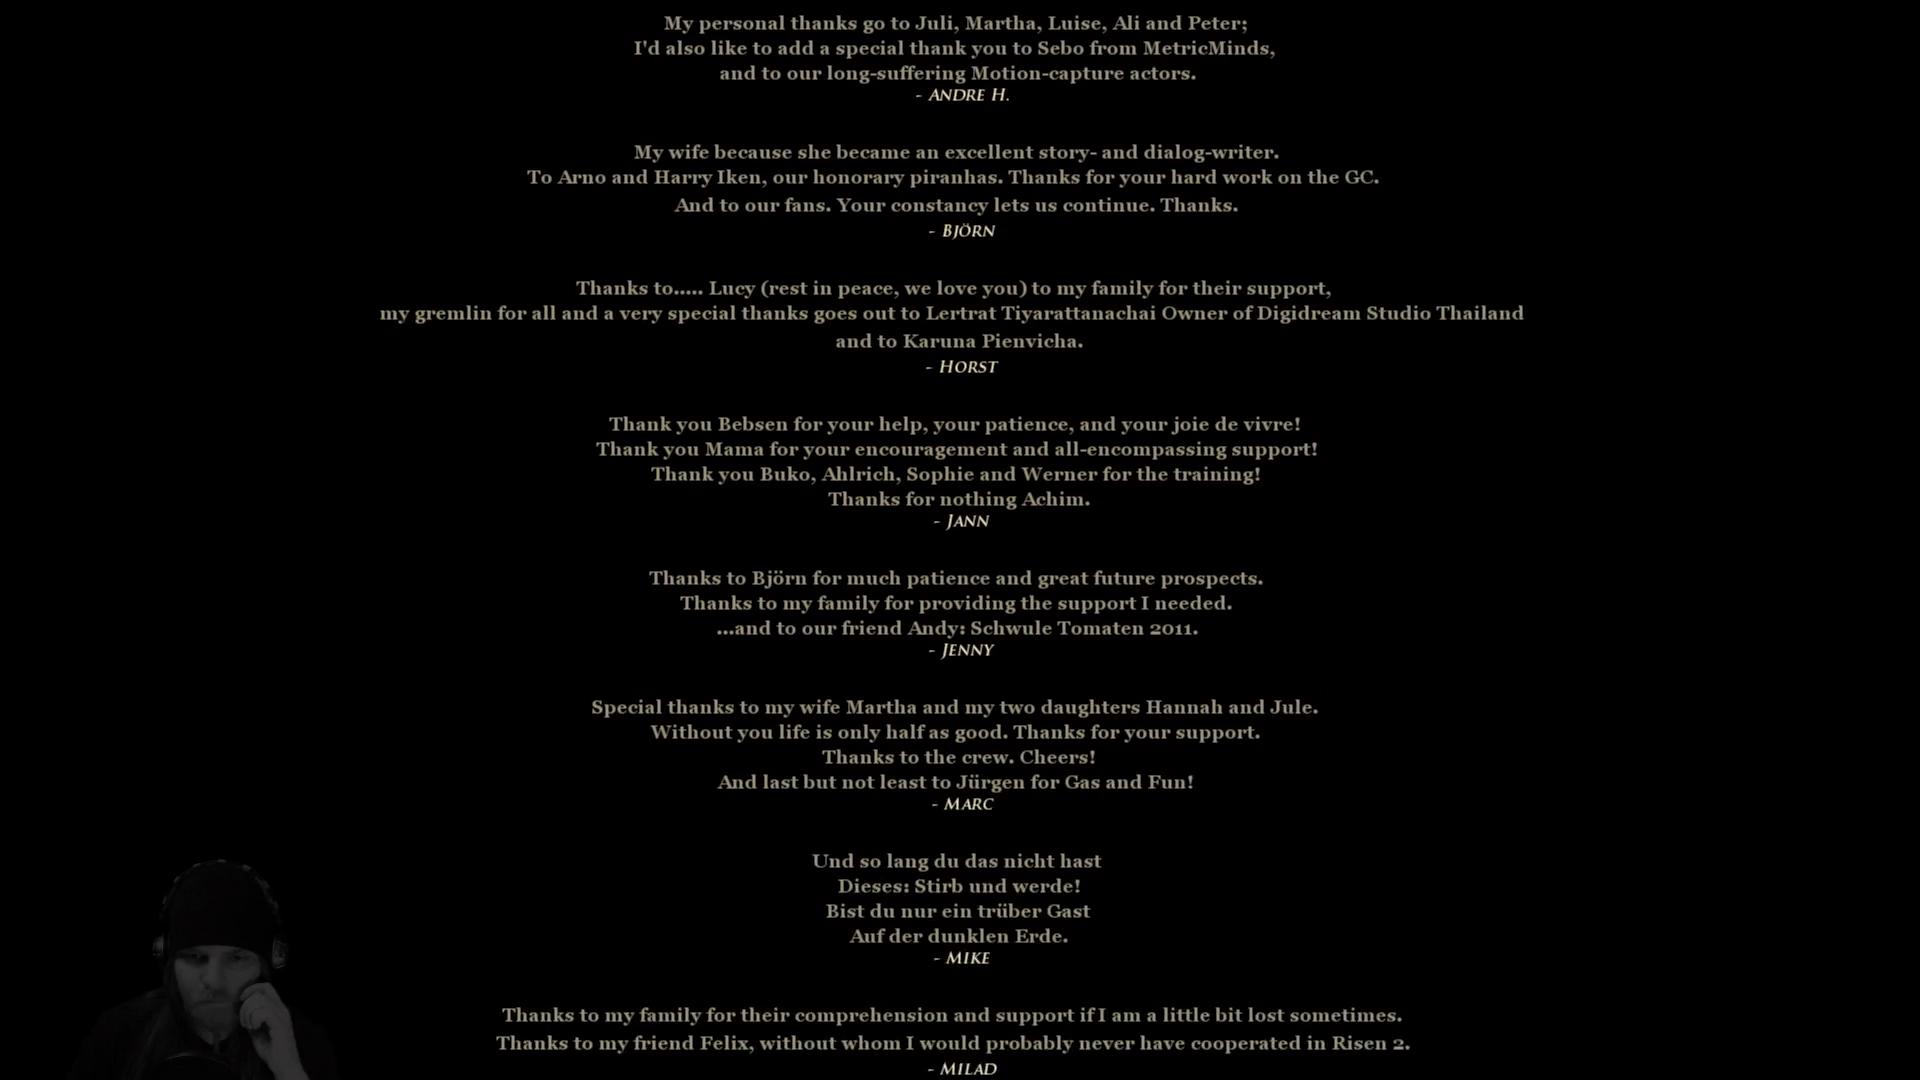 My personal thanks go to Juli, Martha, Luise, Ali and Peter;
I'd also like to add a special thank you to Sebo from MetricMinds,
and to our long-suffering Motion-capture actors.
- ANDRE H.
My wife because she became an excellent story- and dialog-writer.
To Arno and Harry Iken, our honorary piranhas. Thanks for your hard work on the GC.
And to our fans. Your constancy lets us continue. Thanks.
- BJÖRN
Thanks to..... Lucy (rest in peace, we love you) to my family for their support,
my gremlin for all and a very special thanks goes out to Lertrat Tiyarattanachai Owner of Digidream Studio Thailand
and to Karuna Pienvicha.
- HORST
Thank you Bebsen for your help, your patience, and your joie de vivre!
Thank you Mama for your encouragement and all-encompassing support!
Thank you Buko, Ahlrich, Sophie and Werner for the training!
Thanks for nothing Achim.
- JANN
Thanks to Björn for much patience and great future prospects.
Thanks to my family for providing the support I needed.
...and to our friend Andy: Schwule Tomaten 2011.
- JENNY
Special thanks to my wife Martha and my two daughters Hannah and Jule.
Without you life is only half as good. Thanks for your support.
Thanks to the crew. Cheers!
And last but not least to Jürgen for Gas and Fun!
- MARC
Und so lang du das nicht hast
Dieses: Stirb und werde!
Bist du nur ein trüber Gast
Auf der dunklen Erde.
- MIKE
Thanks to my family for their comprehension and support if I am a little bit lost sometimes.
Thanks to my friend Felix, without whom I would probably never have cooperated in Risen 2.
- MILAD